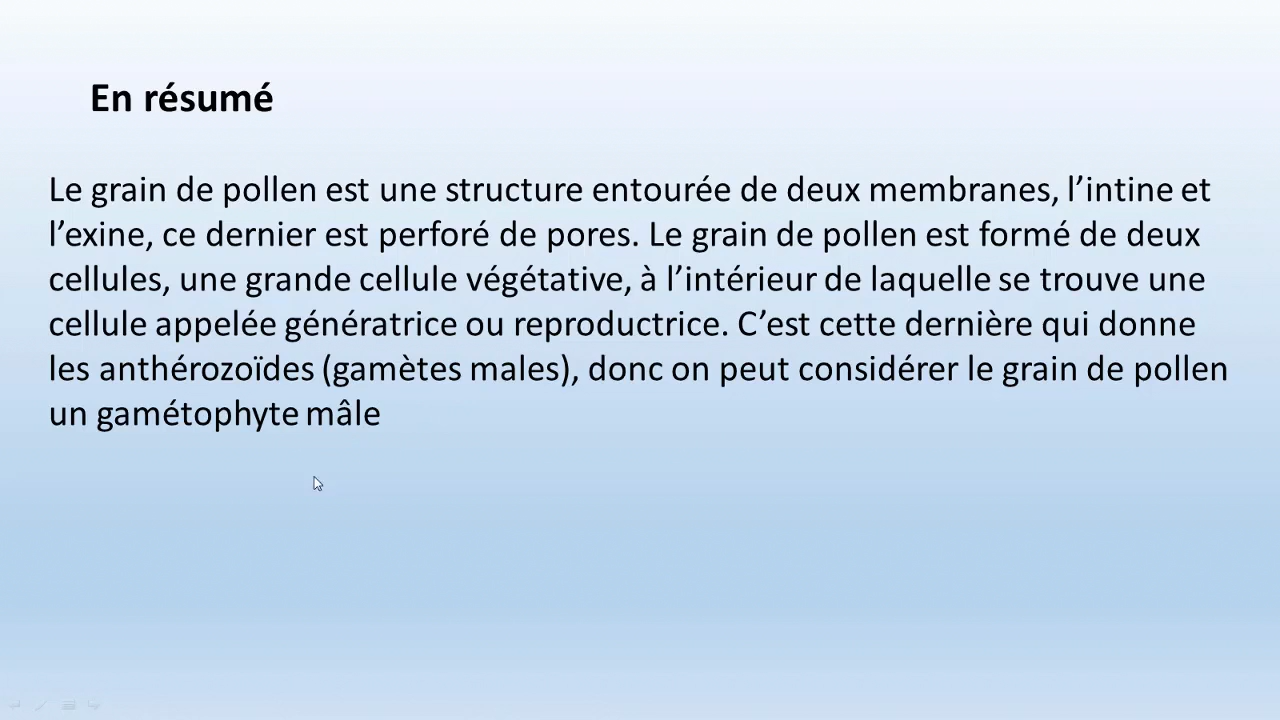 En résumé
Le grain de pollen est une structure entourée de deux membranes, l’intine et
l’exine, ce dernier est perforé de pores. Le grain de pollen est formé de deux
cellules, une grande cellule végétative, à l’intérieur de laquelle se trouve une
cellule appelée génératrice ou reproductrice. C’est cette dernière qui donne
les anthérozoïdes (gamètes males), donc on peut considérer le grain de pollen
un gamétophyte mâle